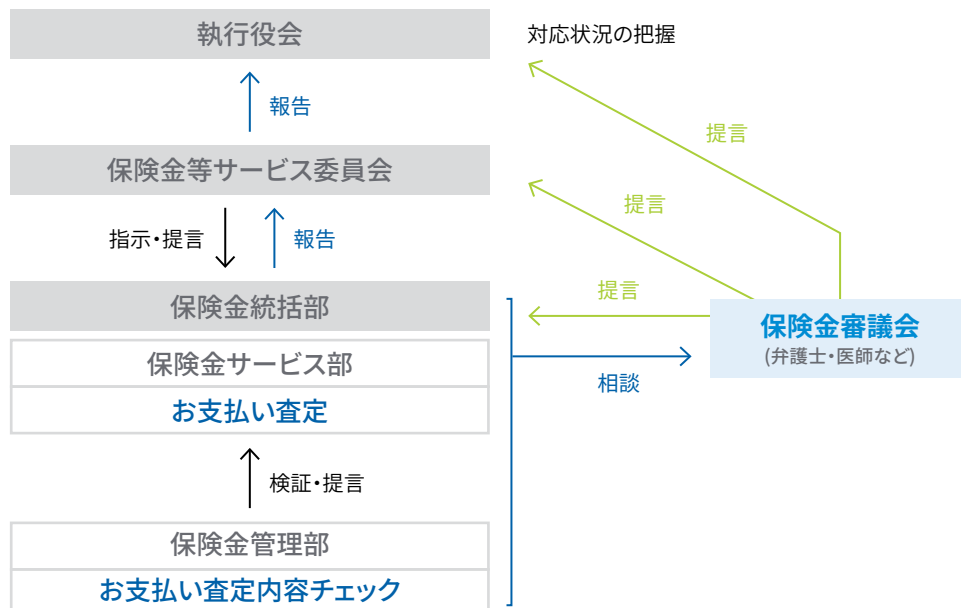 執行役会
対応状況の把握
報告
提言
保険金等サービス委員会
提言
指示・提言
報告
提言
保険金統括部
保険金審議会
(弁護士・医師など)
保険金サービス部
相談
お支払い査定
検証・提言
保険金管理部
お支払い査定内容チェック